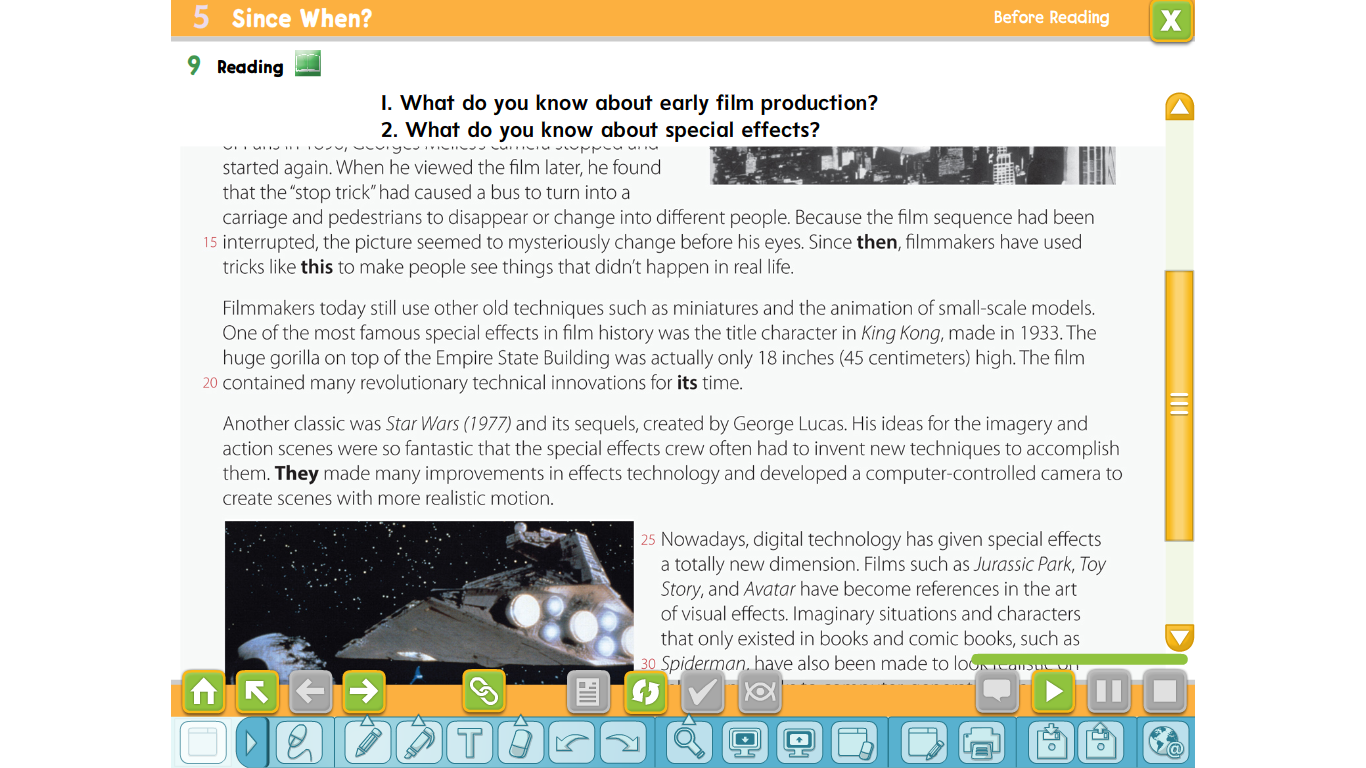 5 Since When?
Before Reading
X
9 Reading
1. What do you know about early film production?
2. What do you know about special effects?
started again. When he viewed the film later, he found
that the “stop trick” had caused a bus to turn into a
carriage and pedestrians to disappear or change into different people. Because the film sequence had been
15 interrupted, the picture seemed to mysteriously change before his eyes. Since then, filmmakers have used
tricks like this to make people see things that didn’t happen in real life.
Filmmakers today still use other old techniques such as miniatures and the animation of small-scale models.
One of the most famous special effects in film history was the title character in King Kong, made in 1933. The
huge gorilla on top of the Empire State Building was actually only 18 inches (45 centimeters) high. The film
20 contained many revolutionary technical innovations for its time.
Another classic was Star Wars (1977) and its sequels, created by George Lucas. His ideas for the imagery and
action scenes were so fantastic that the special effects crew often had to invent new techniques to accomplish
them. They made many improvements in effects technology and developed a computer-controlled camera to
create scenes with more realistic motion.
25 Nowadays, digital technology has given special effects
a totally new dimension. Films such as Jurassic Park, Toy
Story, and Avatar have become references in the art
of visual effects. Imaginary situations and characters
that only existed in books and comic books, such as
30 Spiderman, have also been made to look realistic on
T
@